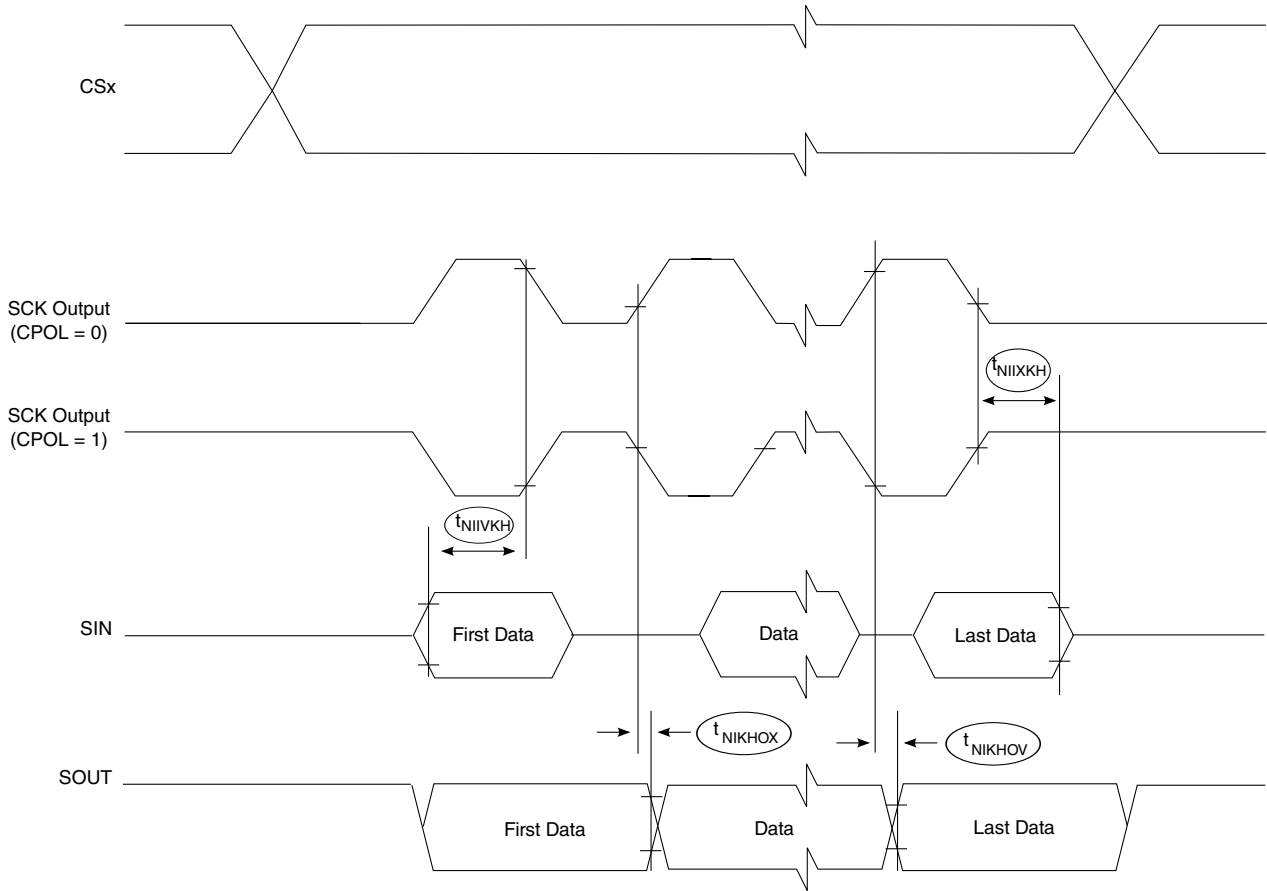 CSx
SCK Output
(CPOL = 0)
tNIIXKH
SCK Output
(CPOL = 1)
tNIIVKH
SIN
First Data
Data
Last Data
tNIKHOX
tNIKHOV
SOUT
First Data
Data
Last Data